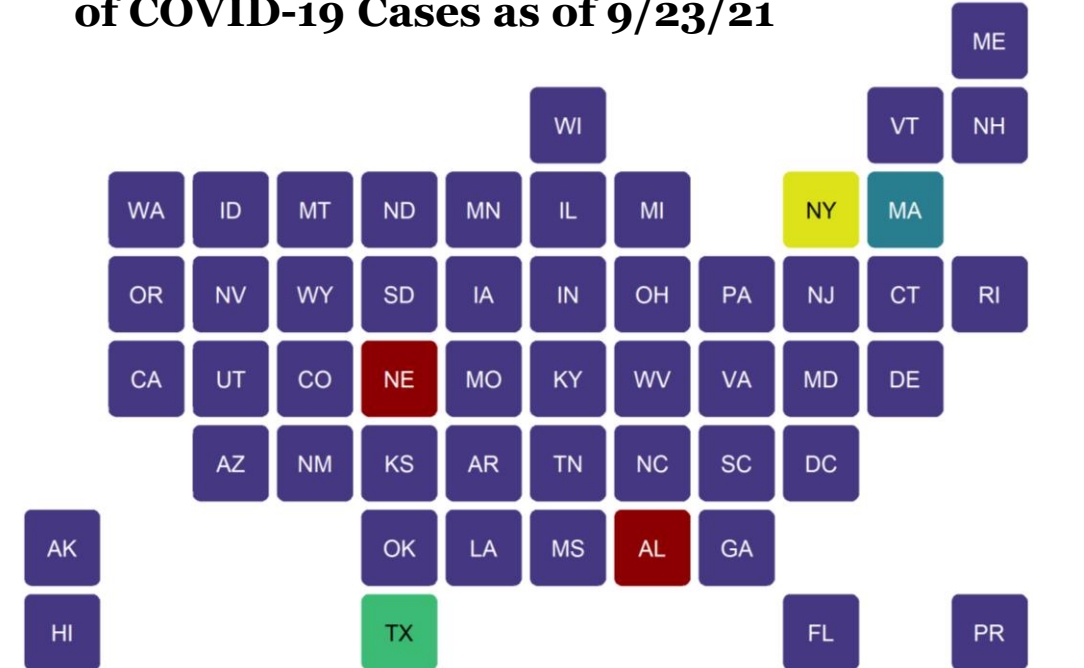 of COVID-19 Cases as of 9/23/21
ME
WI VT NH
WA ID MT ND MN IL MI NY MA
OR NV WY SD IA IN OH PA NJ CT RI
CA UT CO NE MO KY WV VA MD DE
AZ NM KS AR TN NC SC DC
AK OK LA MS AL GA
HI TX FL PR